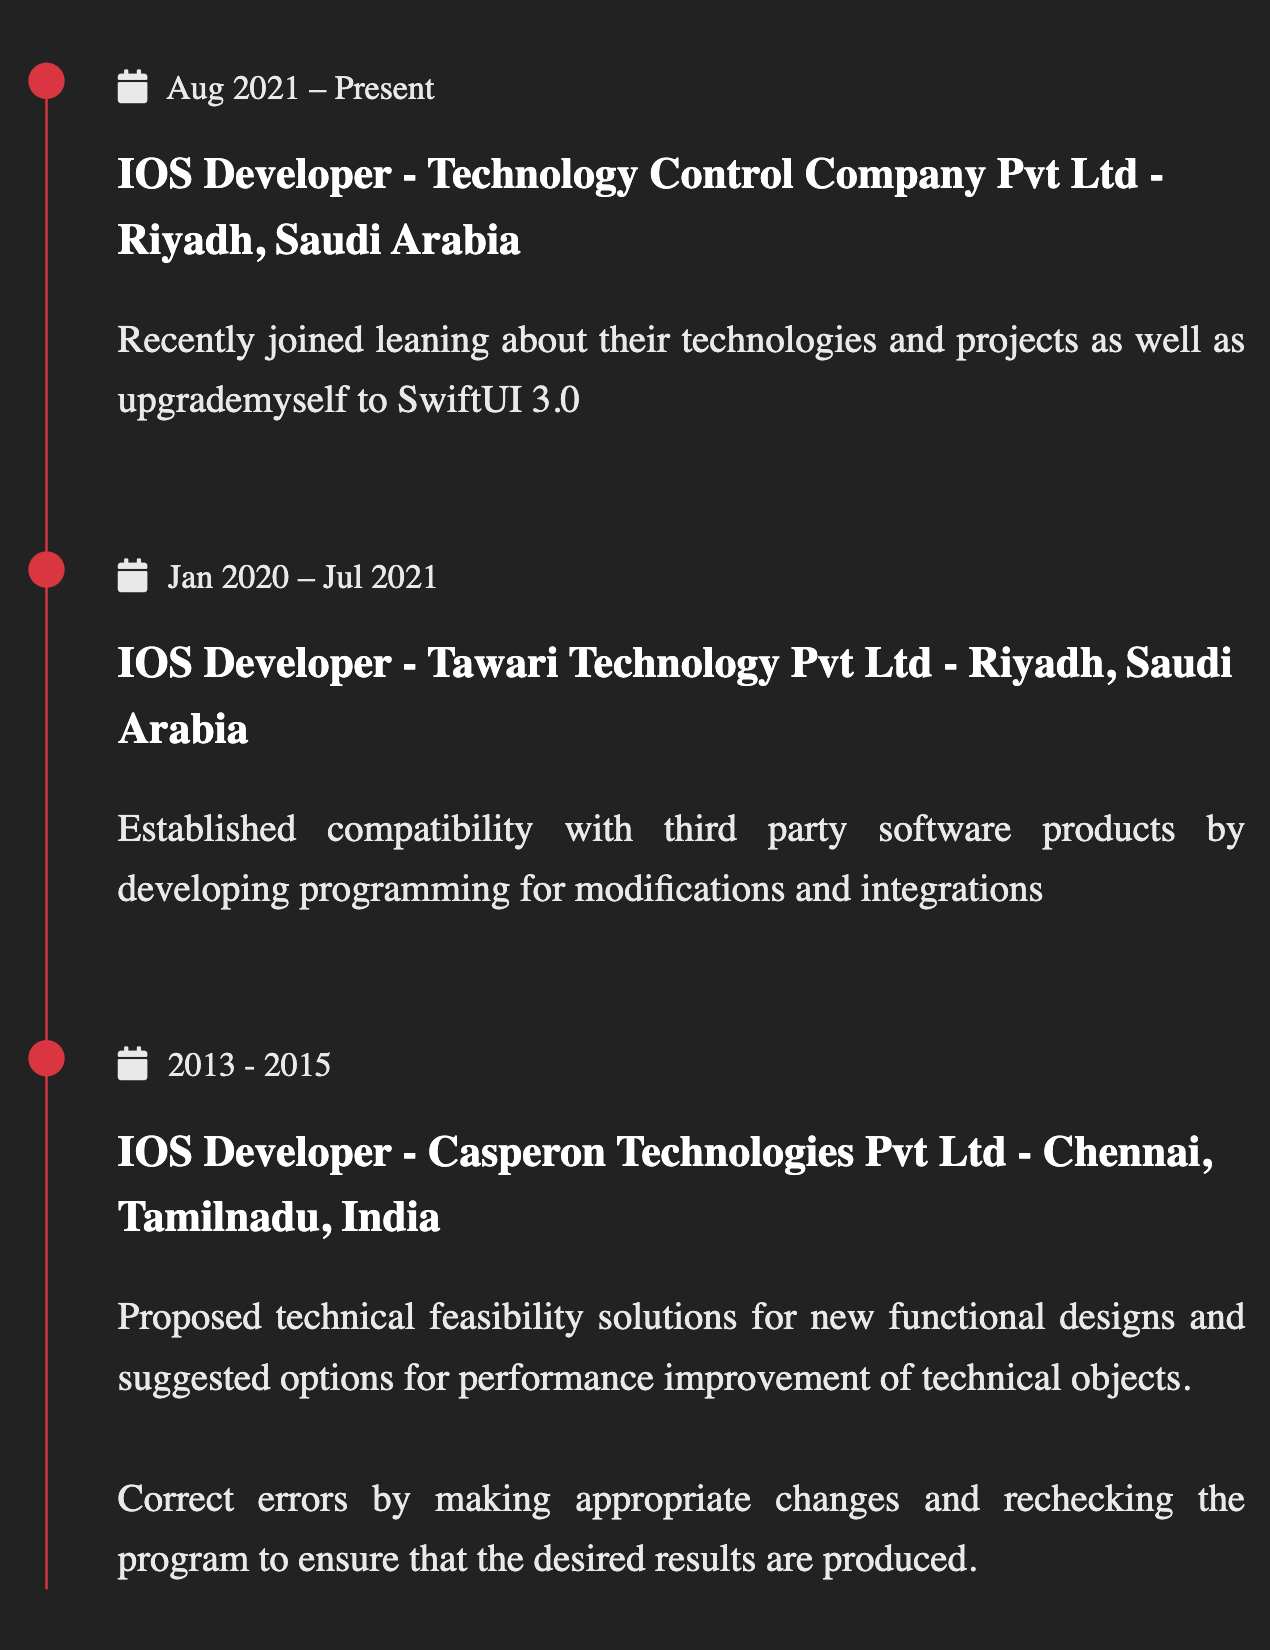 Aug 2021 – Present
IOS Developer - Technology Control Company Pvt Ltd -
Riyadh, Saudi Arabia
Recently joined leaning about their technologies and projects as well as
upgrademyself to SwiftUI 3.0
Jan 2020 – Jul 2021
IOS Developer - Tawari Technology Pvt Ltd - Riyadh, Saudi
Arabia
Established compatibility with third party software products by
developing programming for modifications and integrations
2013 - 2015
IOS Developer - Casperon Technologies Pvt Ltd - Chennai,
Tamilnadu, India
Proposed technical feasibility solutions for new functional designs and
suggested options for performance improvement of technical objects.
Correct errors by making appropriate changes and rechecking the
program to ensure that the desired results are produced.